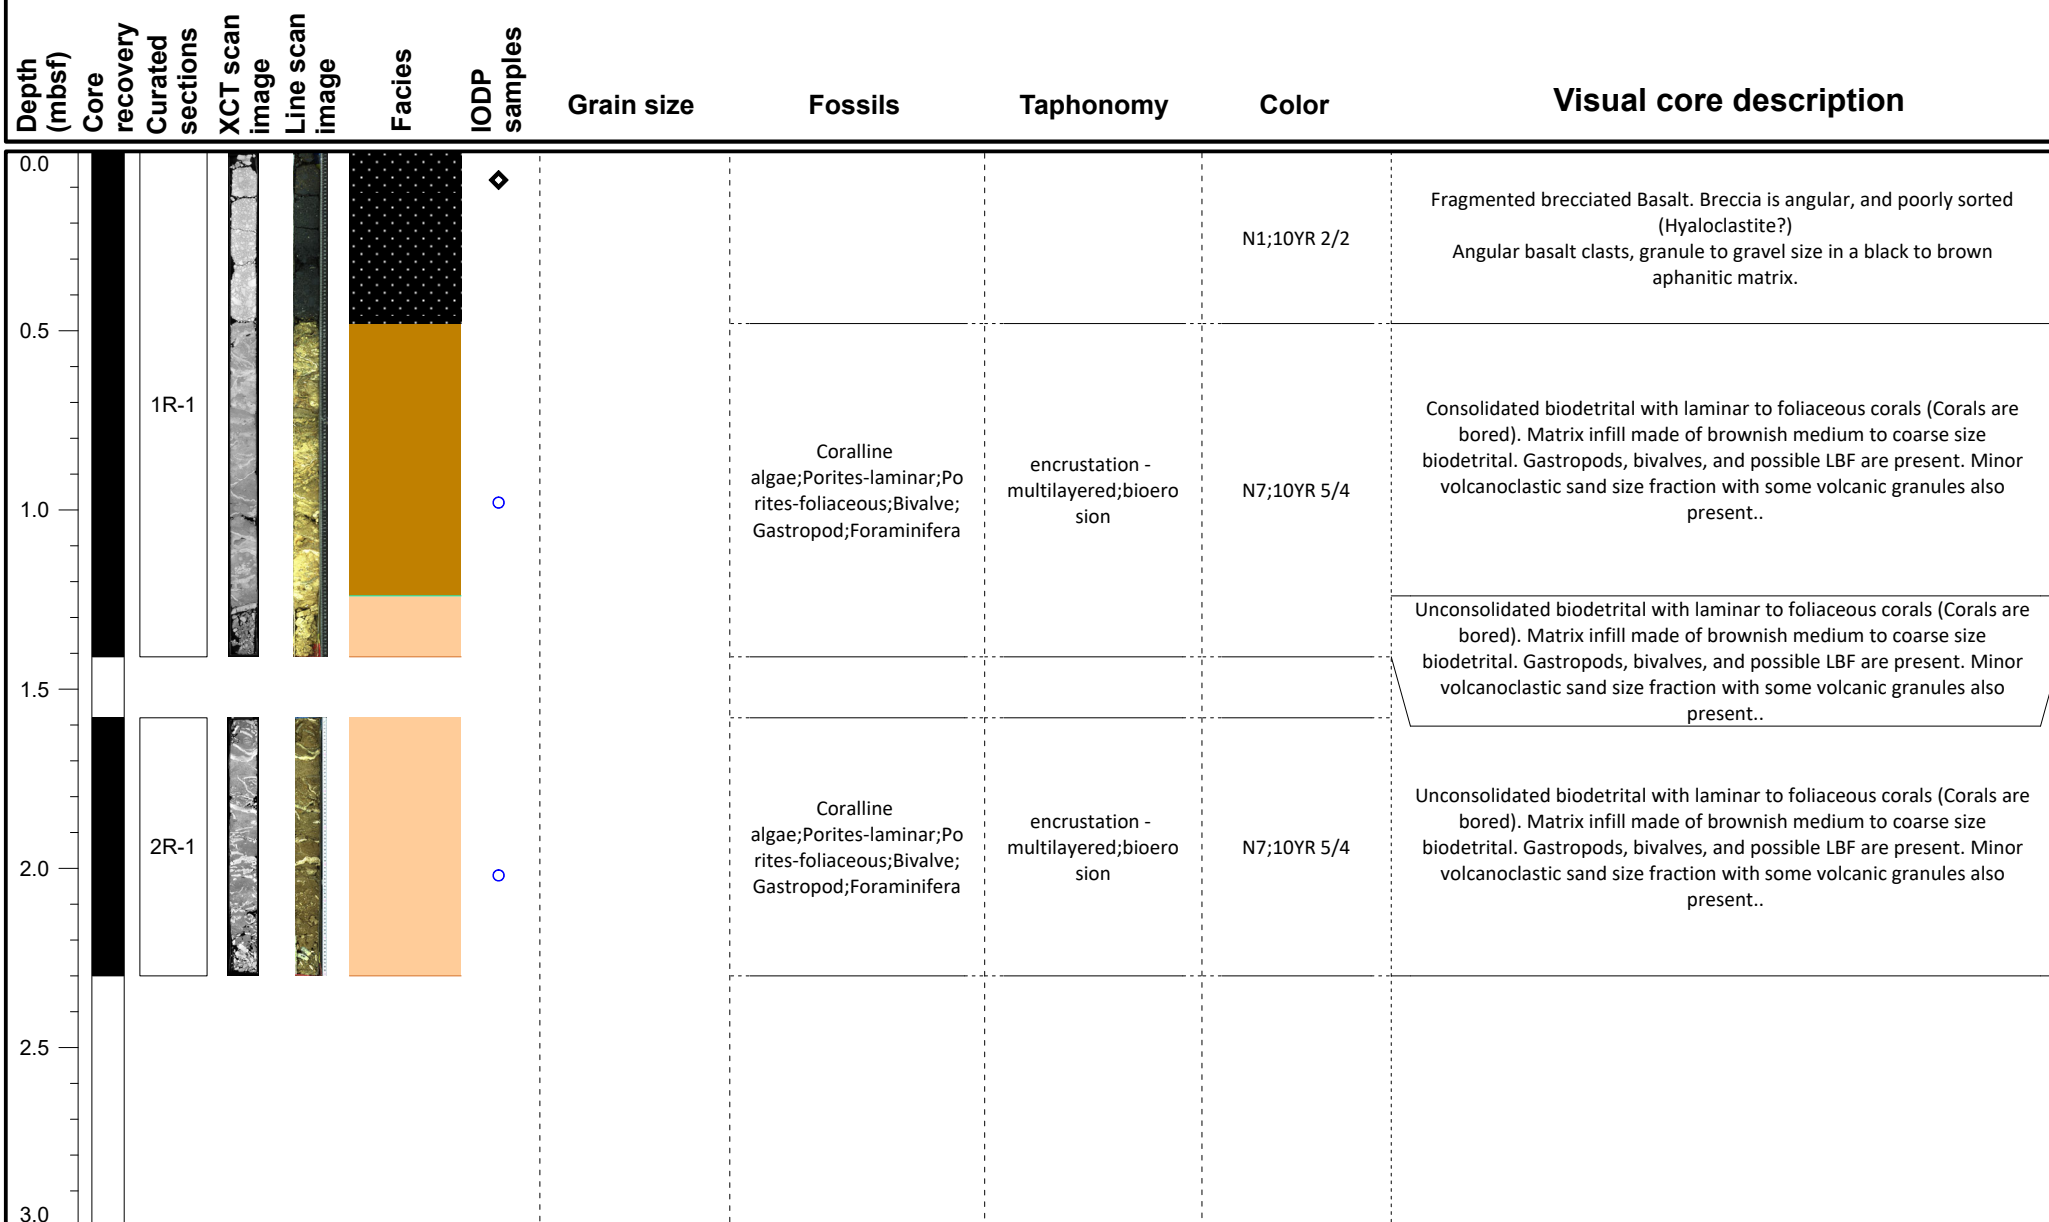 Depth
(mbsf)
Core
recovery
Curated
sections
XCT scan
image
Line scan
image
Facies
IODP
samples
Grain size
Fossils
Taphonomy
Color
Visual core description
0.0
N1;10YR 2/2
Fragmented brecciated Basalt. Breccia is angular, and poorly sorted
(Hyaloclastite?)
Angular basalt clasts, granule to gravel size in a black to brown
aphanitic matrix.
0.5
1R-1
Coralline
algae;Porites-laminar;Po
rites-foliaceous;Bivalve;
Gastropod;Foraminifera
encrustation -
multilayered;bioero
sion
N7;10YR 5/4
Consolidated biodetrital with laminar to foliaceous corals (Corals are
bored). Matrix infill made of brownish medium to coarse size
biodetrital. Gastropods, bivalves, and possible LBF are present. Minor
volcanoclastic sand size fraction with some volcanic granules also
present..
1.0
Unconsolidated biodetrital with laminar to foliaceous corals (Corals are
bored). Matrix infill made of brownish medium to coarse size
biodetrital. Gastropods, bivalves, and possible LBF are present. Minor
volcanoclastic sand size fraction with some volcanic granules also
present..
1.5
2R-1
Coralline
algae;Porites-laminar;Po
rites-foliaceous;Bivalve;
Gastropod;Foraminifera
encrustation -
multilayered;bioero
sion
N7;10YR 5/4
Unconsolidated biodetrital with laminar to foliaceous corals (Corals are
bored). Matrix infill made of brownish medium to coarse size
biodetrital. Gastropods, bivalves, and possible LBF are present. Minor
volcanoclastic sand size fraction with some volcanic granules also
present..
2.0
2.5
3.0